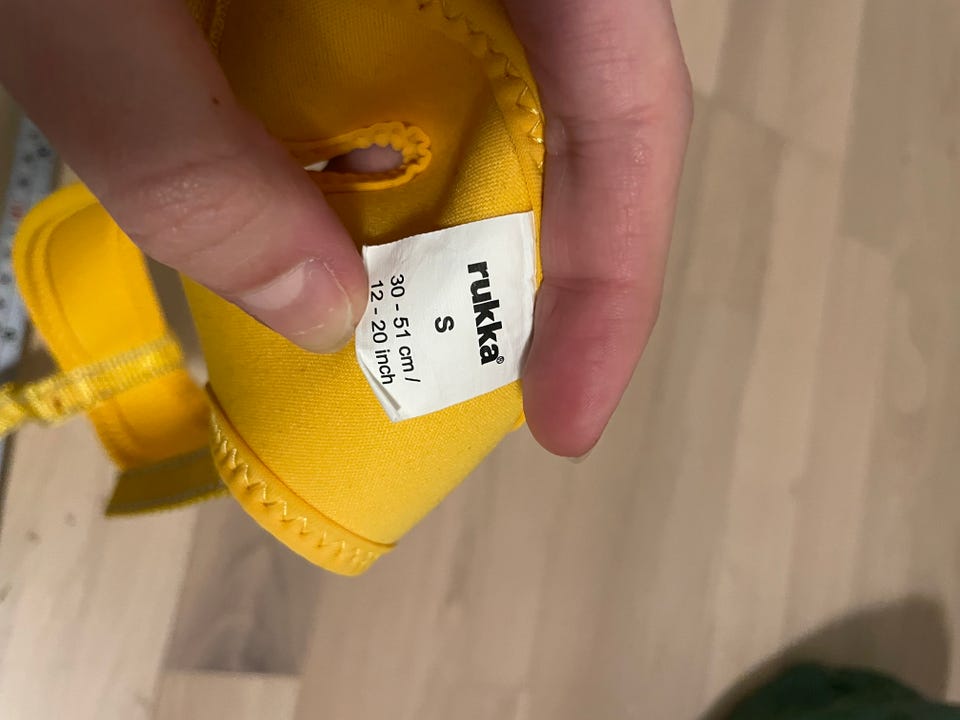 rukka®
S
30 - 51 cm /
12 - 20 inch